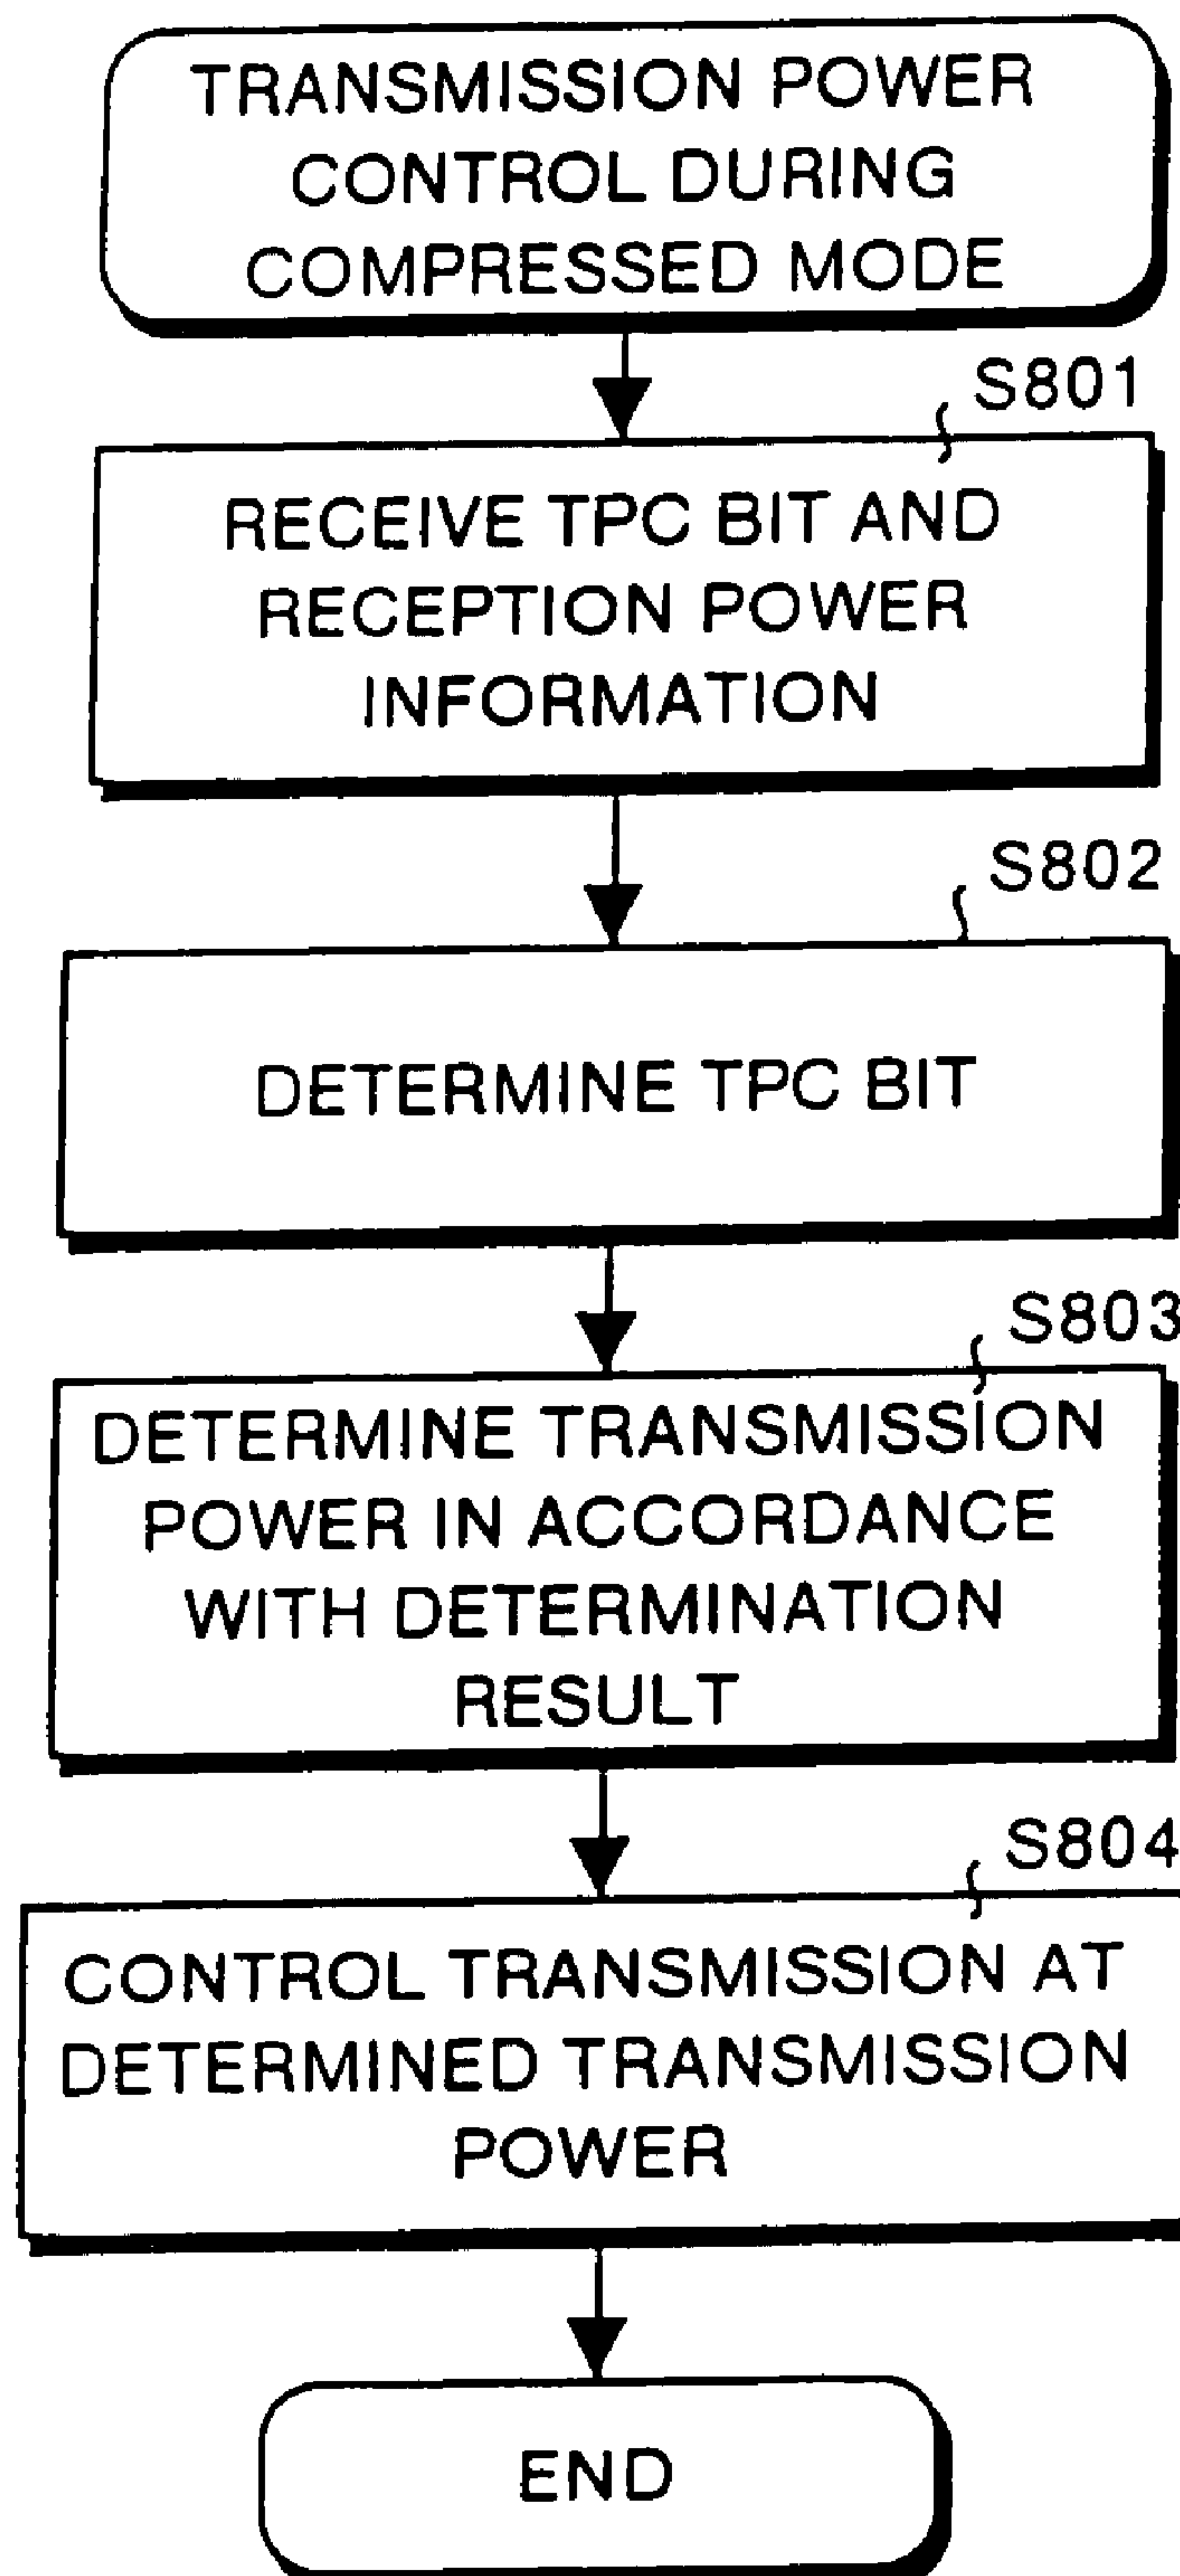 TRANSMISSION POWER
CONTROL DURING
COMPRESSED MODE
S801
RECEIVE TPC BIT AND
RECEPTION POWER
INFORMATION
S802
DETERMINE TPC BIT
S803
DETERMINE TRANSMISSION
POWER IN ACCORDANCE
WITH DETERMINATION
RESULT
S804
CONTROL TRANSMISSION AT
DETERMINED TRANSMISSION
POWER
END